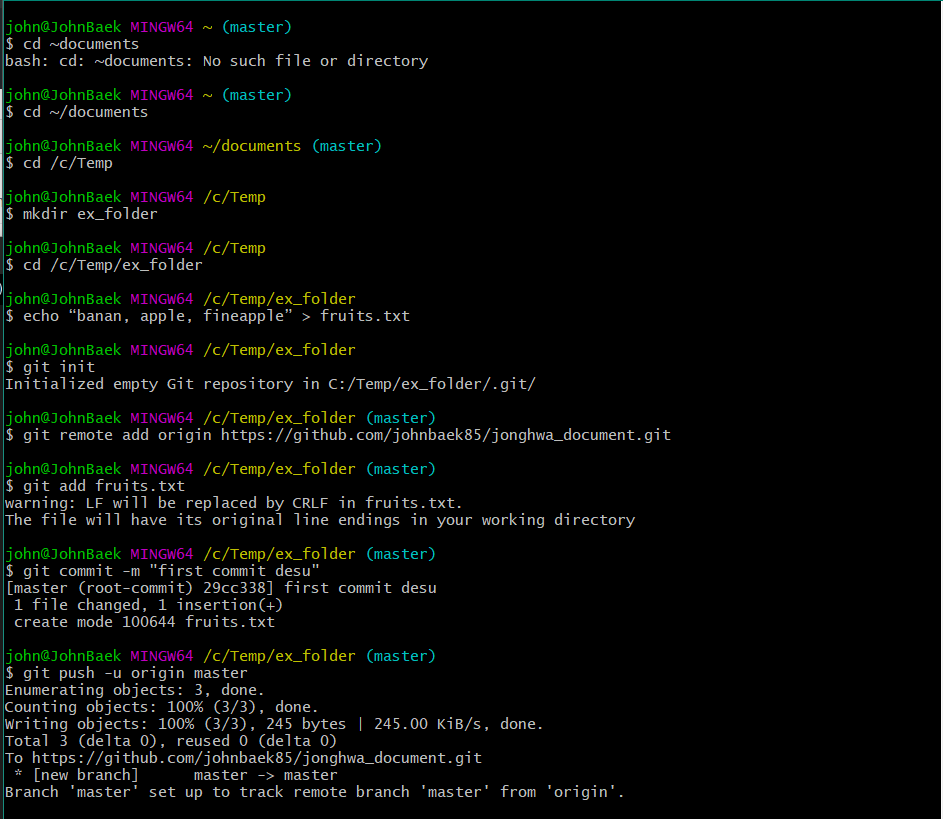 john@JohnBaek MINGW64 ~ (master)
$ cd ~documents
bash: cd: ~documents: No such file or directory
john@JohnBaek MINGW64 ~ (master)
$ cd ~/documents
john@JohnBaek MINGW64 ~/documents (master)
$ cd /c/Temp
john@JohnBaek MINGW64 /c/Temp
$ mkdir ex_folder
john@JohnBaek MINGW64 /c/Temp
$ cd /c/Temp/ex_folder
john@JohnBaek MINGW64 /c/Temp/ex_folder
$ echo “banan, apple, fineapple” > fruits.txt
john@JohnBaek MINGW64 /c/Temp/ex_folder
$ git init
Initialized empty Git repository in C:/Temp/ex_folder/.git/
john@JohnBaek MINGW64 /c/Temp/ex_folder (master)
$ git remote add origin https://github.com/johnbaek85/jonghwa_document.git
john@JohnBaek MINGW64 /c/Temp/ex_folder (master)
$ git add fruits.txt
warning: LF will be replaced by CRLF in fruits.txt.
The file will have its original line endings in your working directory
john@JohnBaek MINGW64 /c/Temp/ex_folder (master)
$ git commit -m "first commit desu"
[master (root-commit) 29cc338] first commit desu
 1 file changed, 1 insertion(+)
 create mode 100644 fruits.txt
john@JohnBaek MINGW64 /c/Temp/ex_folder (master)
$ git push -u origin master
Enumerating objects: 3, done.
Counting objects: 100% (3/3), done.
Writing objects: 100% (3/3), 245 bytes | 245.00 KiB/s, done.
Total 3 (delta 0), reused 0 (delta 0)
To https://github.com/johnbaek85/jonghwa_document.git
 * [new branch]      master -> master
Branch 'master' set up to track remote branch 'master' from 'origin'.